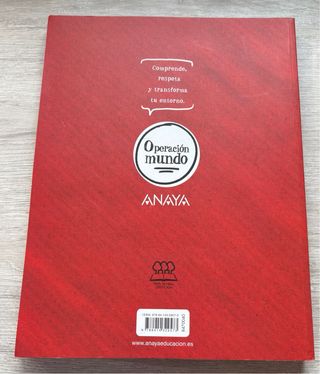 Comprende,
respeta
y transforma
tu entorno.
Operación
mundo
ANAYA
www.anayaeducacion.es